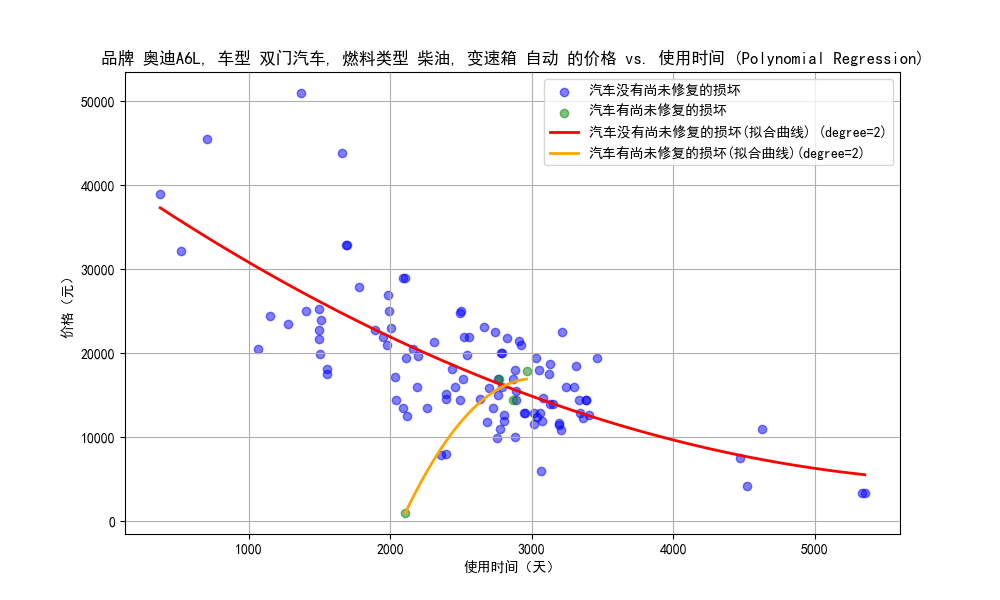 品牌 奥迪A6L, 车型 双门汽车, 燃料类型 柴油, 变速箱 自动 的价格 vs. 使用时间 (Polynomial Regression)
汽车没有尚未修复的损坏
汽车有尚未修复的损坏
汽车没有尚未修复的损坏(拟合曲线) (degree=2)
汽车有尚未修复的损坏(拟合曲线)(degree=2)
价格（元）
50000
40000
30000
20000
10000
0
1000 2000 3000 4000 5000
使用时间（天）